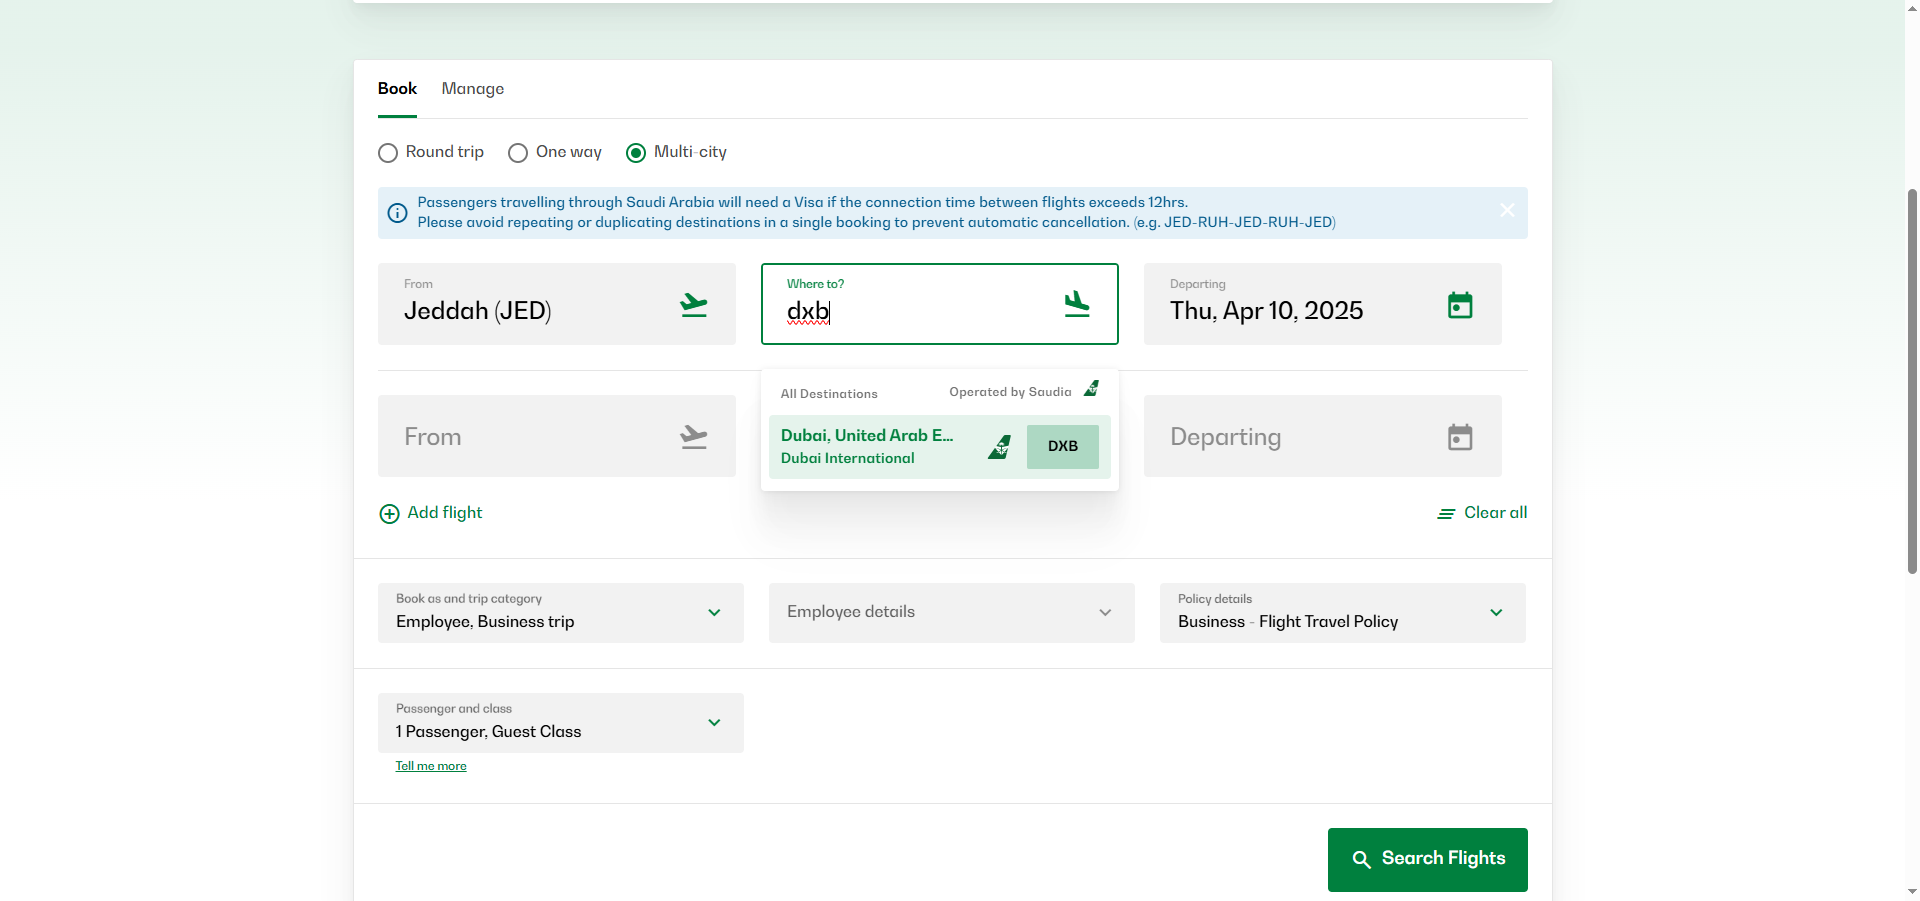 Book
Manage
Round trip
One way
Multi-city
Passengers travelling through Saudi Arabia will need a Visa if the connection time between flights exceeds 12hrs.
Please avoid repeating or duplicating destinations in a single booking to prevent automatic cancellation. (e.g. JED-RUH-JED-RUH-JED)
From
Jeddah (JED)
Where to?
dxb
Departing
Thu, Apr 10, 2025
All Destinations
Operated by Saudia
Dubai, United Arab E...
Dubai International
DXB
From
Departing
Add flight
Clear all
Book as and trip category
Employee, Business trip
Employee details
Policy details
Business - Flight Travel Policy
Passenger and class
1 Passenger, Guest Class
Tell me more
Search Flights